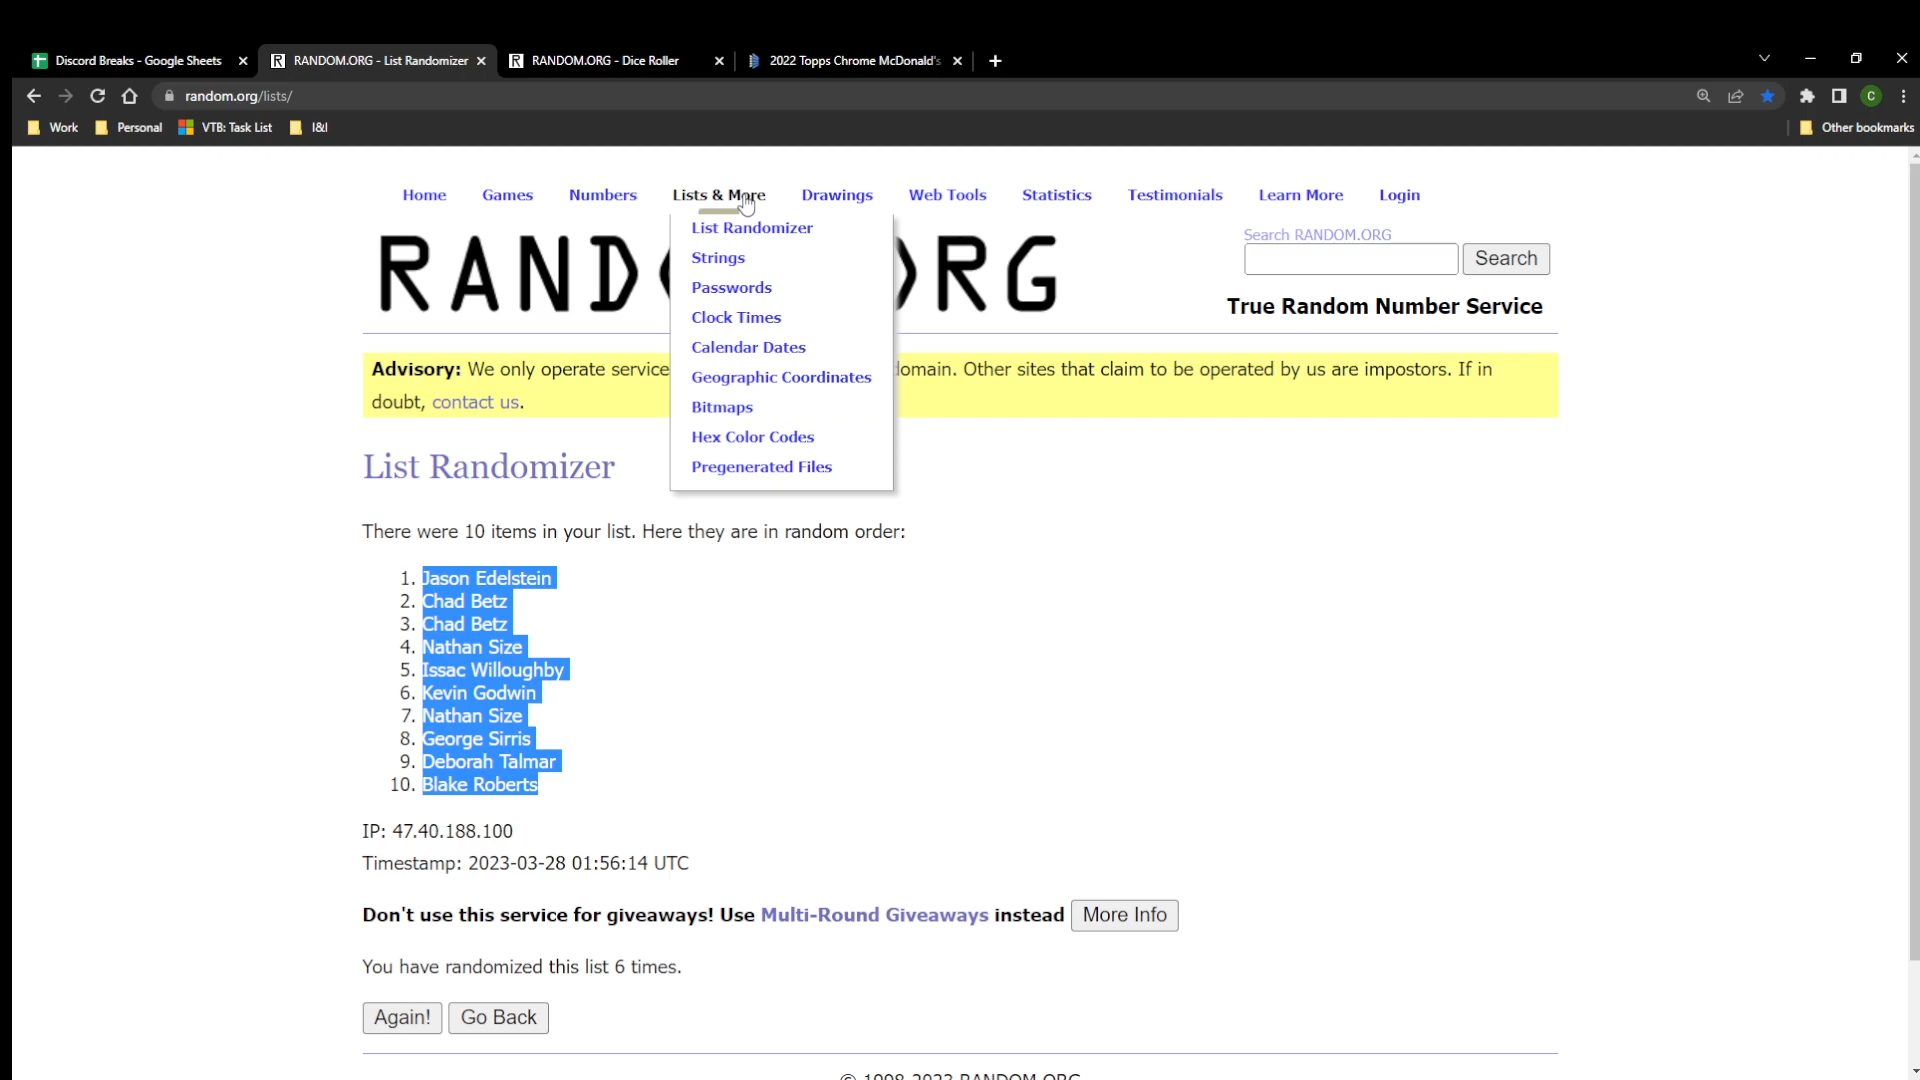 Discord Breaks - Google Sheets
RANDOM.ORG - List Randomizer
RANDOM.ORG - Dice Roller
2022 Topps Chrome McDonald's
random.org/lists/
C
Work
Personal
VTB: Task List
I&I
Other bookmarks
Home Games Numbers Lists & More Drawings Web Tools Statistics Testimonials Learn More Login
List Randomizer
Strings
Passwords
Clock Times
Calendar Dates
Geographic Coordinates
Bitmaps
Hex Color Codes
Pregenerated Files
Search RANDOM.ORG
Search
True Random Number Service
Advisory: We only operate service
omain. Other sites that claim to be operated by us are impostors. If in
doubt, contact us.
List Randomizer
There were 10 items in your list. Here they are in random order:
1. Jason Edelstein
2. Chad Betz
3. Chad Betz
4. Nathan Size
5. Issac Willoughby
6. Kevin Godwin
7. Nathan Size
8. George Sirris
9. Deborah Talmar
10. Blake Roberts
IP: 47.40.188.100
Timestamp: 2023-03-28 01:56:14 UTC
Don't use this service for giveaways! Use Multi-Round Giveaways instead More Info
You have randomized this list 6 times.
Again! Go Back
© 1998-2023 RANDOM.ORG